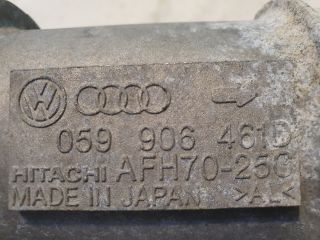 059 906 461D
HITACHI AFH70-25C
MADE IN JAPAN >AL<